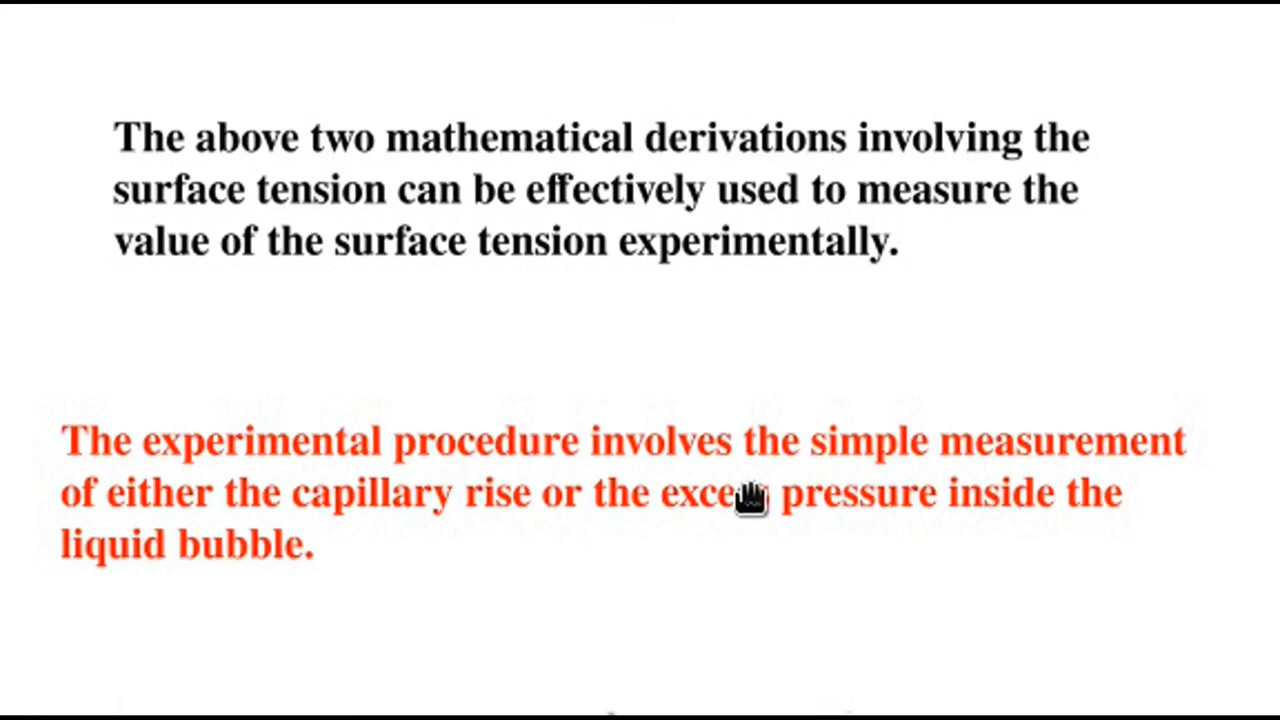 The above two mathematical derivations involving the
surface tension can be effectively used to measure the
value of the surface tension experimentally.
The experimental procedure involves the simple measurement
of either the capillary rise or the pressure inside the
liquid bubble.